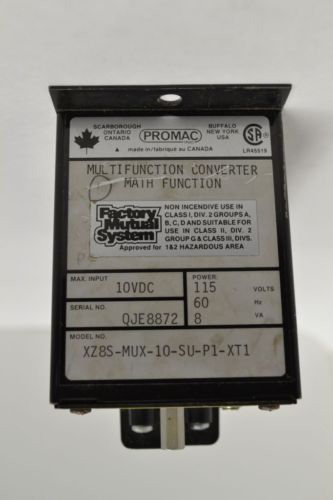 SCARBOROUGH
ONTARIO
CANADA
PROMAC
BUFFALO
NEW YORK
USA
▲ made in/fabrique au CANADA
SA
LR45519
MULTIFUNCTION CONVERTER
MATH FUNCTION
Factory
Mutual
System
NON INCENDIVE USE IN
CLASS I, DIV. 2 GROUPS A,
B, C, D AND SUITABLE FOR
USE IN CLASS II, DIV. 2
GROUP G & CLASS III, DIVS.
Approved for 1&2 HAZARDOUS AREA
MAX. INPUT
10VDC
POWER:
115 VOLTS
60 Hz
8 VA
SERIAL NO.
QJE8872
MODEL NO.
XZ8S-MUX-10-SU-P1-XT1